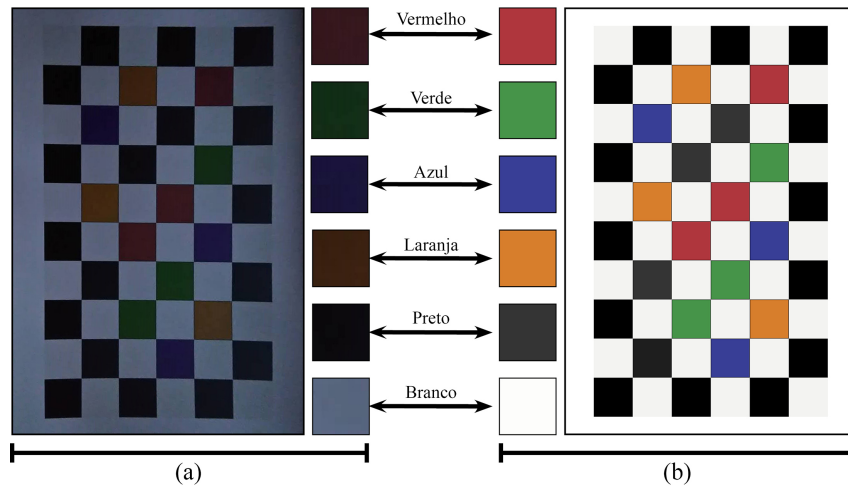 Vermelho
Verde
Azul
Laranja
Preto
Branco
(a)
(b)